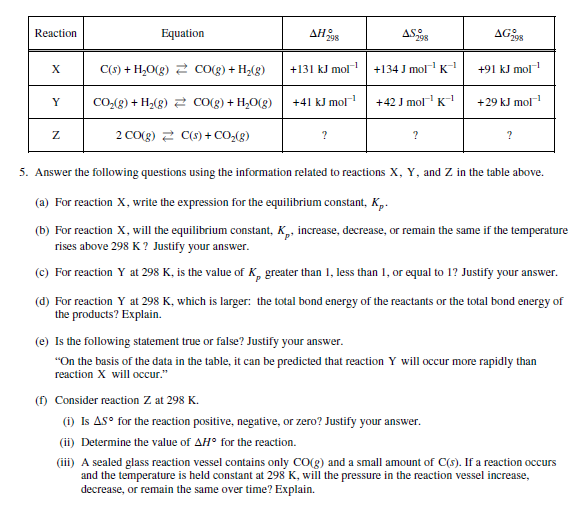 Reaction Equation ΔH°298 ΔS°298 ΔG°298
X C(s) + H₂O(g) ⇄ CO(g) + H₂(g) +131 kJ mol⁻¹ +134 J mol⁻¹ K⁻¹ +91 kJ mol⁻¹
Y CO₂(g) + H₂(g) ⇄ CO(g) + H₂O(g) +41 kJ mol⁻¹ +42 J mol⁻¹ K⁻¹ +29 kJ mol⁻¹
Z 2 CO(g) ⇄ C(s) + CO₂(g) ? ? ?
5. Answer the following questions using the information related to reactions X, Y, and Z in the table above.
(a) For reaction X, write the expression for the equilibrium constant, Kₚ.
(b) For reaction X, will the equilibrium constant, Kₚ, increase, decrease, or remain the same if the temperature
rises above 298 K ? Justify your answer.
(c) For reaction Y at 298 K, is the value of Kₚ greater than 1, less than 1, or equal to 1? Justify your answer.
(d) For reaction Y at 298 K, which is larger: the total bond energy of the reactants or the total bond energy of
the products? Explain.
(e) Is the following statement true or false? Justify your answer.
“On the basis of the data in the table, it can be predicted that reaction Y will occur more rapidly than
reaction X will occur.”
(f) Consider reaction Z at 298 K.
(i) Is ΔS° for the reaction positive, negative, or zero? Justify your answer.
(ii) Determine the value of ΔH° for the reaction.
(iii) A sealed glass reaction vessel contains only CO(g) and a small amount of C(s). If a reaction occurs
and the temperature is held constant at 298 K, will the pressure in the reaction vessel increase,
decrease, or remain the same over time? Explain.